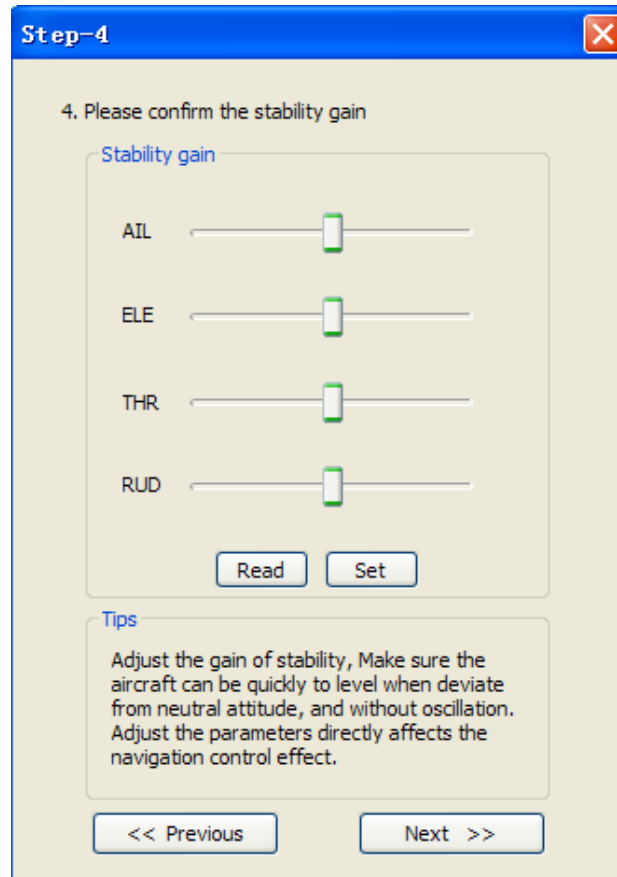 Step-4
4. Please confirm the stability gain
Stability gain
AIL
ELE
THR
RUD
Read Set
Tips
Adjust the gain of stability, Make sure the
aircraft can be quickly to level when deviate
from neutral attitude, and without oscillation.
Adjust the parameters directly affects the
navigation control effect.
<< Previous Next >>